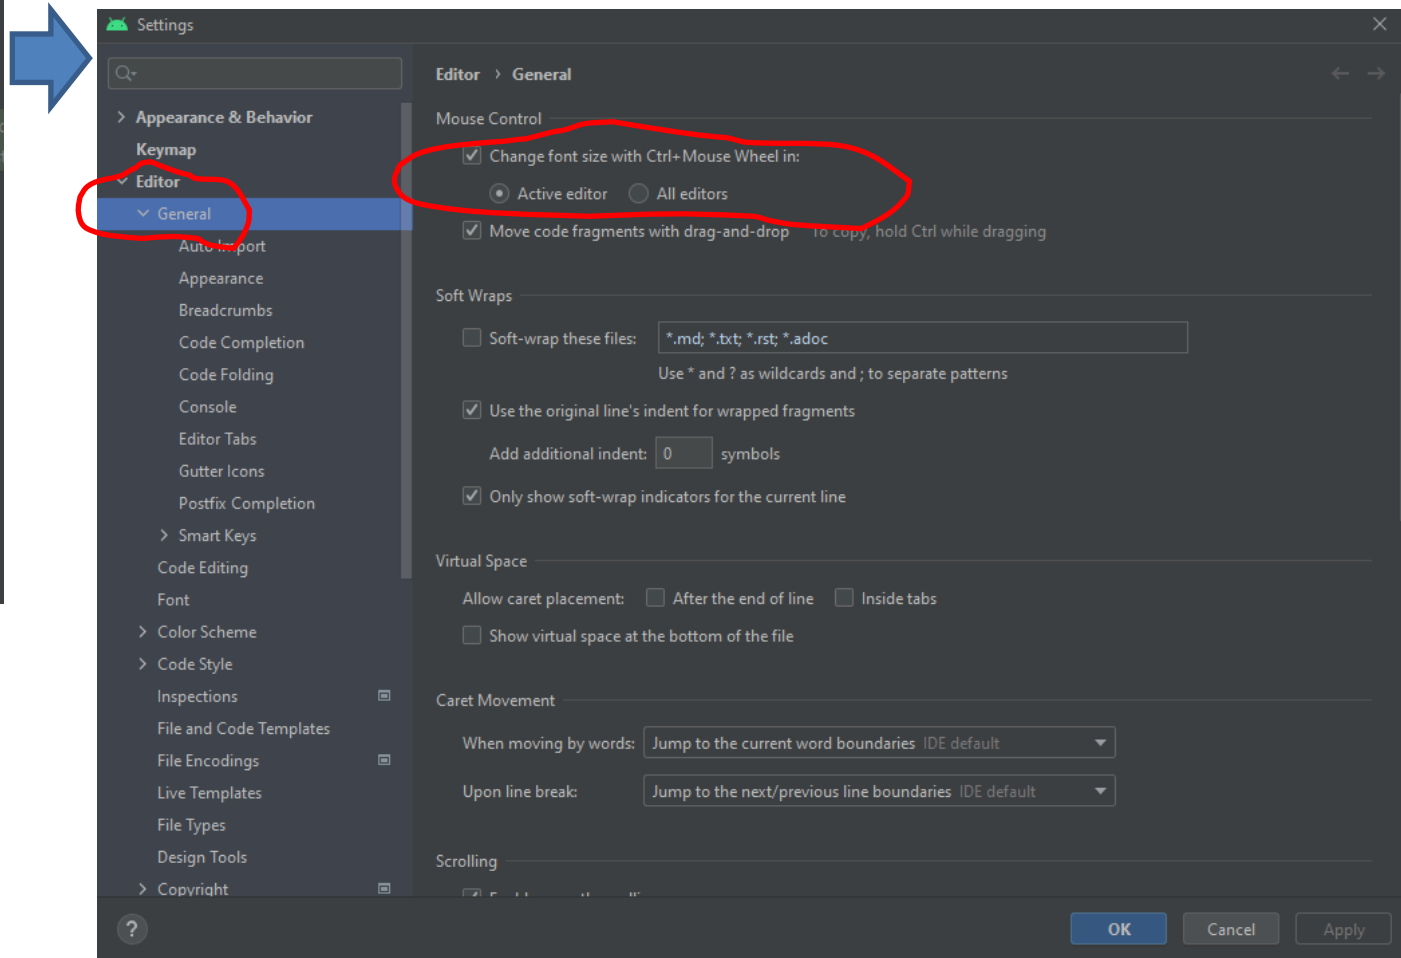 Settings
Appearance & Behavior
Keymap
Editor
General
Auto Import
Appearance
Breadcrumbs
Code Completion
Code Folding
Console
Editor Tabs
Gutter Icons
Postfix Completion
Smart Keys
Code Editing
Font
Color Scheme
Code Style
Inspections
File and Code Templates
File Encodings
Live Templates
File Types
Design Tools
Copyright
Editor › General
Mouse Control
Change font size with Ctrl+Mouse Wheel in:
Active editor All editors
Move code fragments with drag-and-drop To copy, hold Ctrl while dragging
Soft Wraps
Soft-wrap these files: *.md; *.txt; *.rst; *.adoc
Use * and ? as wildcards and ; to separate patterns
Use the original line's indent for wrapped fragments
Add additional indent: 0 symbols
Only show soft-wrap indicators for the current line
Virtual Space
Allow caret placement: After the end of line Inside tabs
Show virtual space at the bottom of the file
Caret Movement
When moving by words: Jump to the current word boundaries IDE default
Upon line break: Jump to the next/previous line boundaries IDE default
Scrolling
? OK Cancel Apply